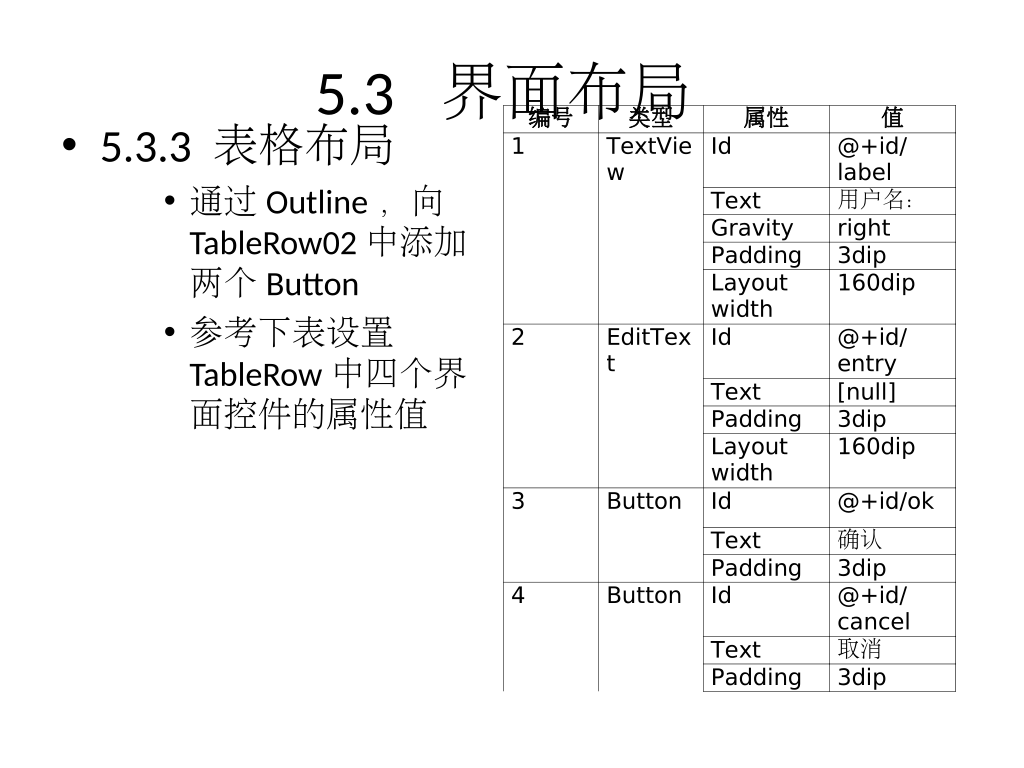 5.3 界面布局
• 5.3.3 表格布局
• 通过 Outline ，向
TableRow02 中添加
两个 Button
• 参考下表设置
TableRow 中四个界
面控件的属性值
编号 类型 属性 值
1 TextVie Id @+id/
w label
Text 用户名:
Gravity right
Padding 3dip
Layout 160dip
width
2 EditTex Id @+id/
t entry
Text [null]
Padding 3dip
Layout 160dip
width
3 Button Id @+id/ok
Text 确认
Padding 3dip
4 Button Id @+id/
cancel
Text 取消
Padding 3dip